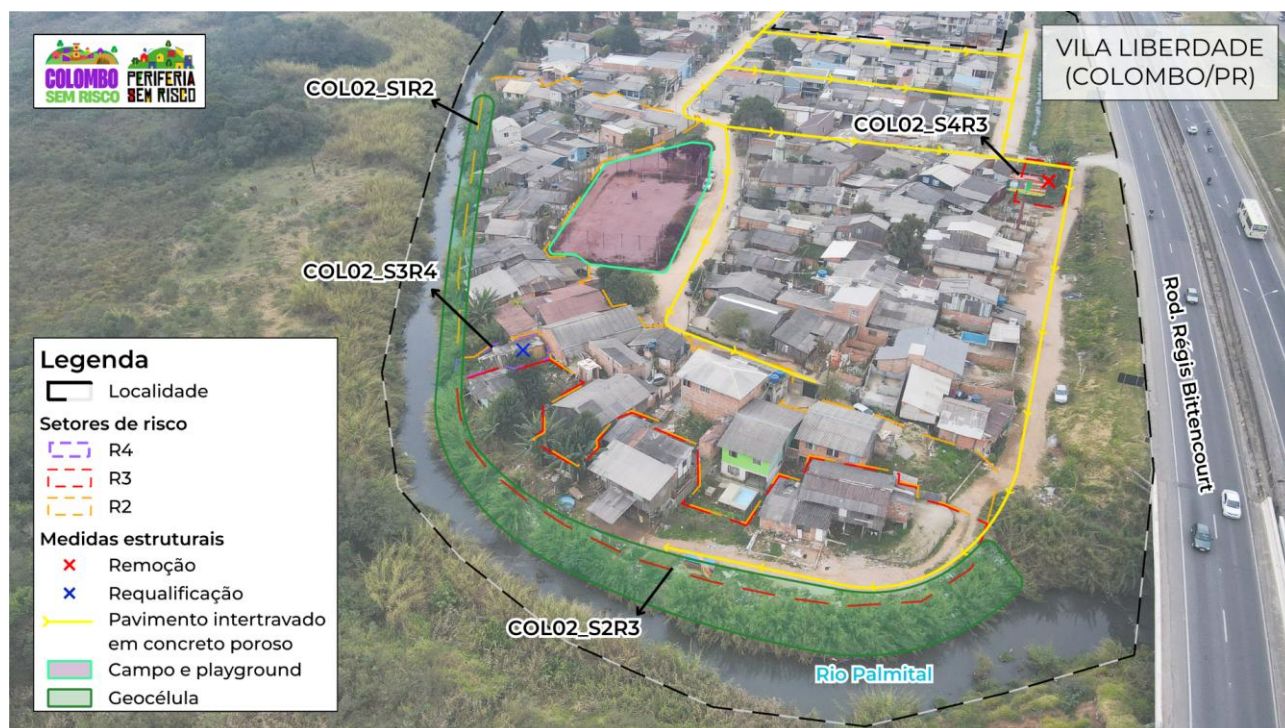 COLOMBO
SEM RISCO
PERIFERIA
SEM RISCO
VILA LIBERDADE
(COLOMBO/PR)
COL02_S1R2
COL02_S4R3
COL02_S3R4
Rod. Régis Bittencourt
Legenda
Localidade
Setores de risco
R4
R3
R2
Medidas estruturais
Remoção
Requalificação
Pavimento intertravado
em concreto poroso
Campo e playground
Geocélula
COL02_S2R3
Rio Palmital